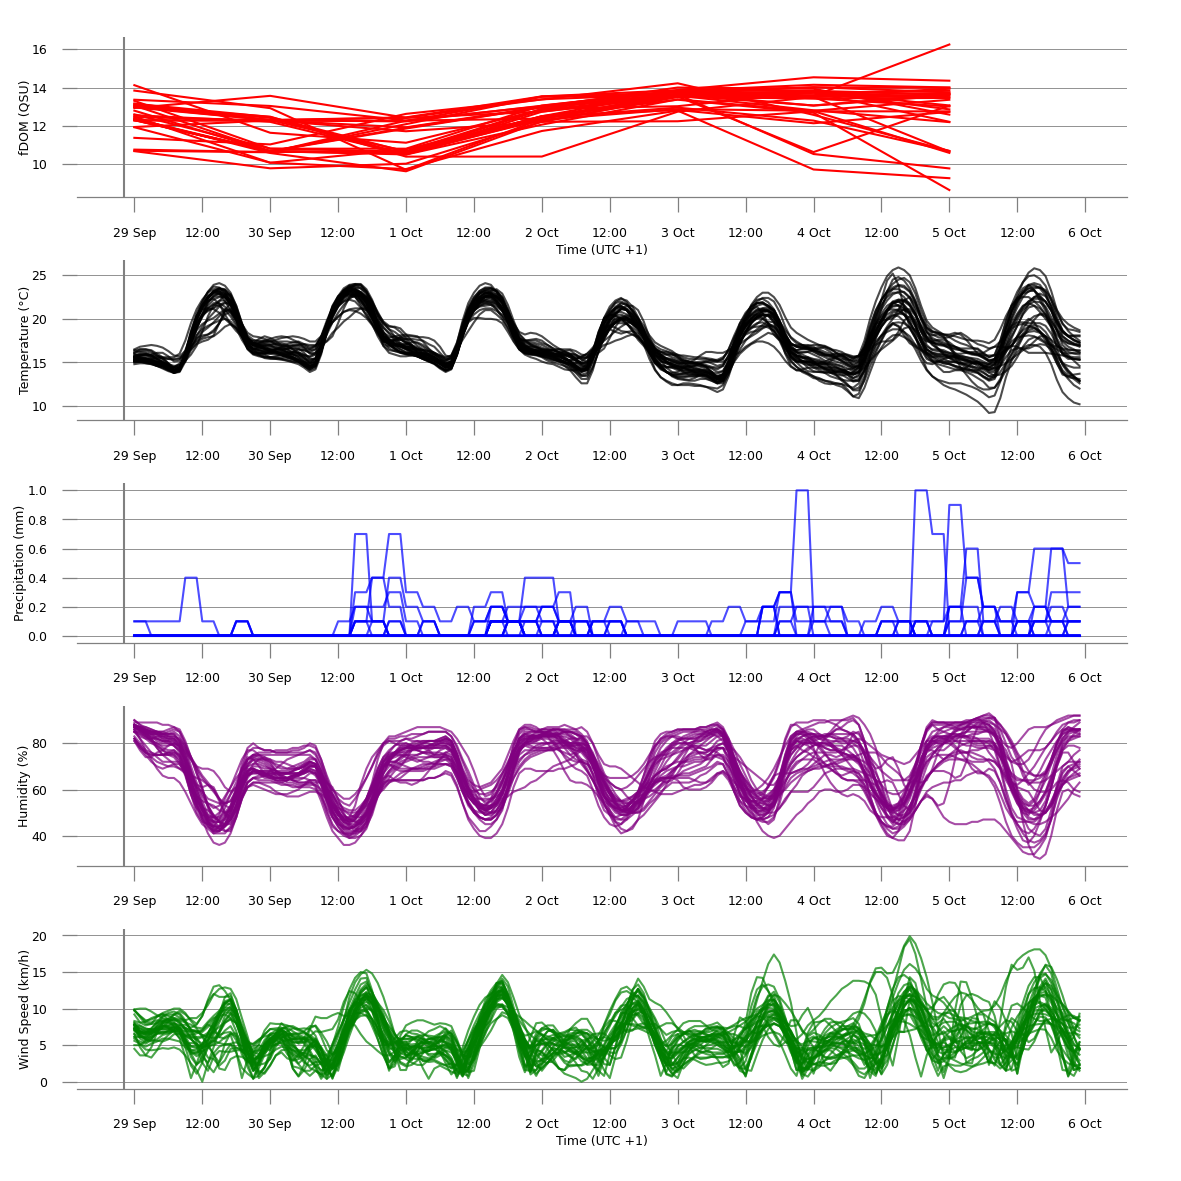 fDOM (QSU)
16
14
12
10
29 Sep 12:00 30 Sep 12:00 1 Oct 12:00 2 Oct 12:00 3 Oct 12:00 4 Oct 12:00 5 Oct 12:00 6 Oct
Time (UTC +1)
Temperature (°C)
25
20
15
10
29 Sep 12:00 30 Sep 12:00 1 Oct 12:00 2 Oct 12:00 3 Oct 12:00 4 Oct 12:00 5 Oct 12:00 6 Oct
Precipitation (mm)
1.0
0.8
0.6
0.4
0.2
0.0
29 Sep 12:00 30 Sep 12:00 1 Oct 12:00 2 Oct 12:00 3 Oct 12:00 4 Oct 12:00 5 Oct 12:00 6 Oct
Humidity (%)
80
60
40
29 Sep 12:00 30 Sep 12:00 1 Oct 12:00 2 Oct 12:00 3 Oct 12:00 4 Oct 12:00 5 Oct 12:00 6 Oct
Wind Speed (km/h)
20
15
10
5
0
29 Sep 12:00 30 Sep 12:00 1 Oct 12:00 2 Oct 12:00 3 Oct 12:00 4 Oct 12:00 5 Oct 12:00 6 Oct
Time (UTC +1)